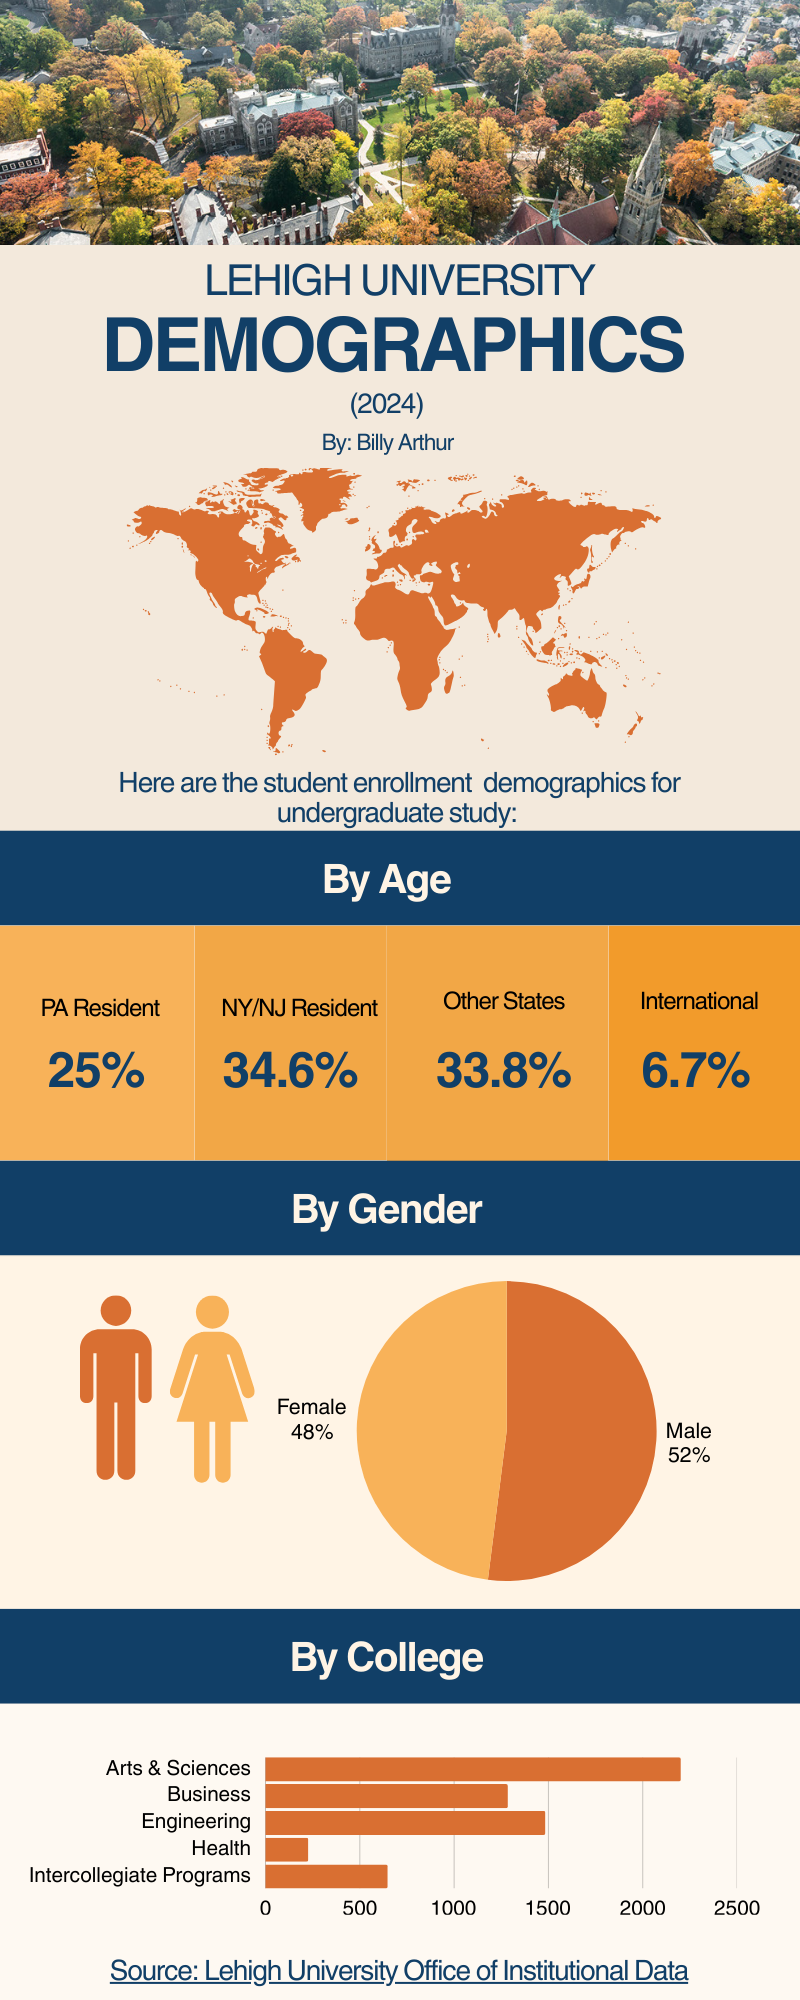 LEHIGH UNIVERSITY
DEMOGRAPHICS
(2024)
By: Billy Arthur
Here are the student enrollment demographics for
undergraduate study:
By Age
PA Resident
25%
NY/NJ Resident
34.6%
Other States
33.8%
International
6.7%
By Gender
Female
48%
Male
52%
By College
Arts & Sciences
Business
Engineering
Health
Intercollegiate Programs
0 500 1000 1500 2000 2500
Source: Lehigh University Office of Institutional Data